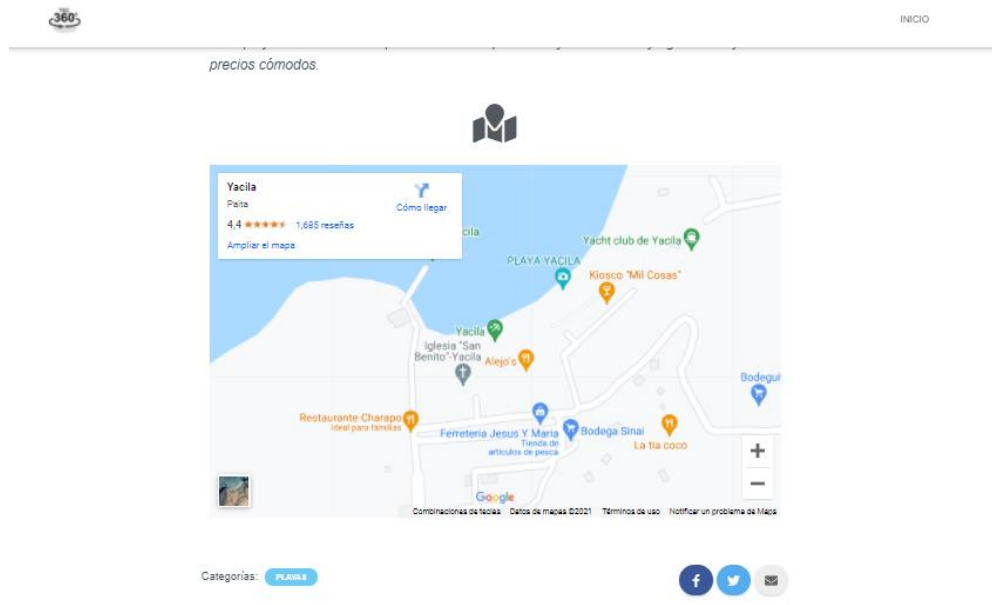 360°
INICIO
precios cómodos.
Yacila
Paita
Cómo llegar
4,4
1,685 reseñas
Ampliar el mapa
cila
Yacht club de Yacila
PLAYA YACILA
Kiosco "Mil Cosas"
Yacila
Iglesia "San
Benito"-Yacila
Alejo's
Bodegui
Restaurante Charapo
Ideal para familias
Ferretería Jesus Y Maria
Tienda de
artículos de pesca
Bodega Sinai
La tia coco
Google
Combinaciones de teclas Datos de mapas ©2021 Términos de uso Notificar un problema de Maps
Categorías: PLAYAS